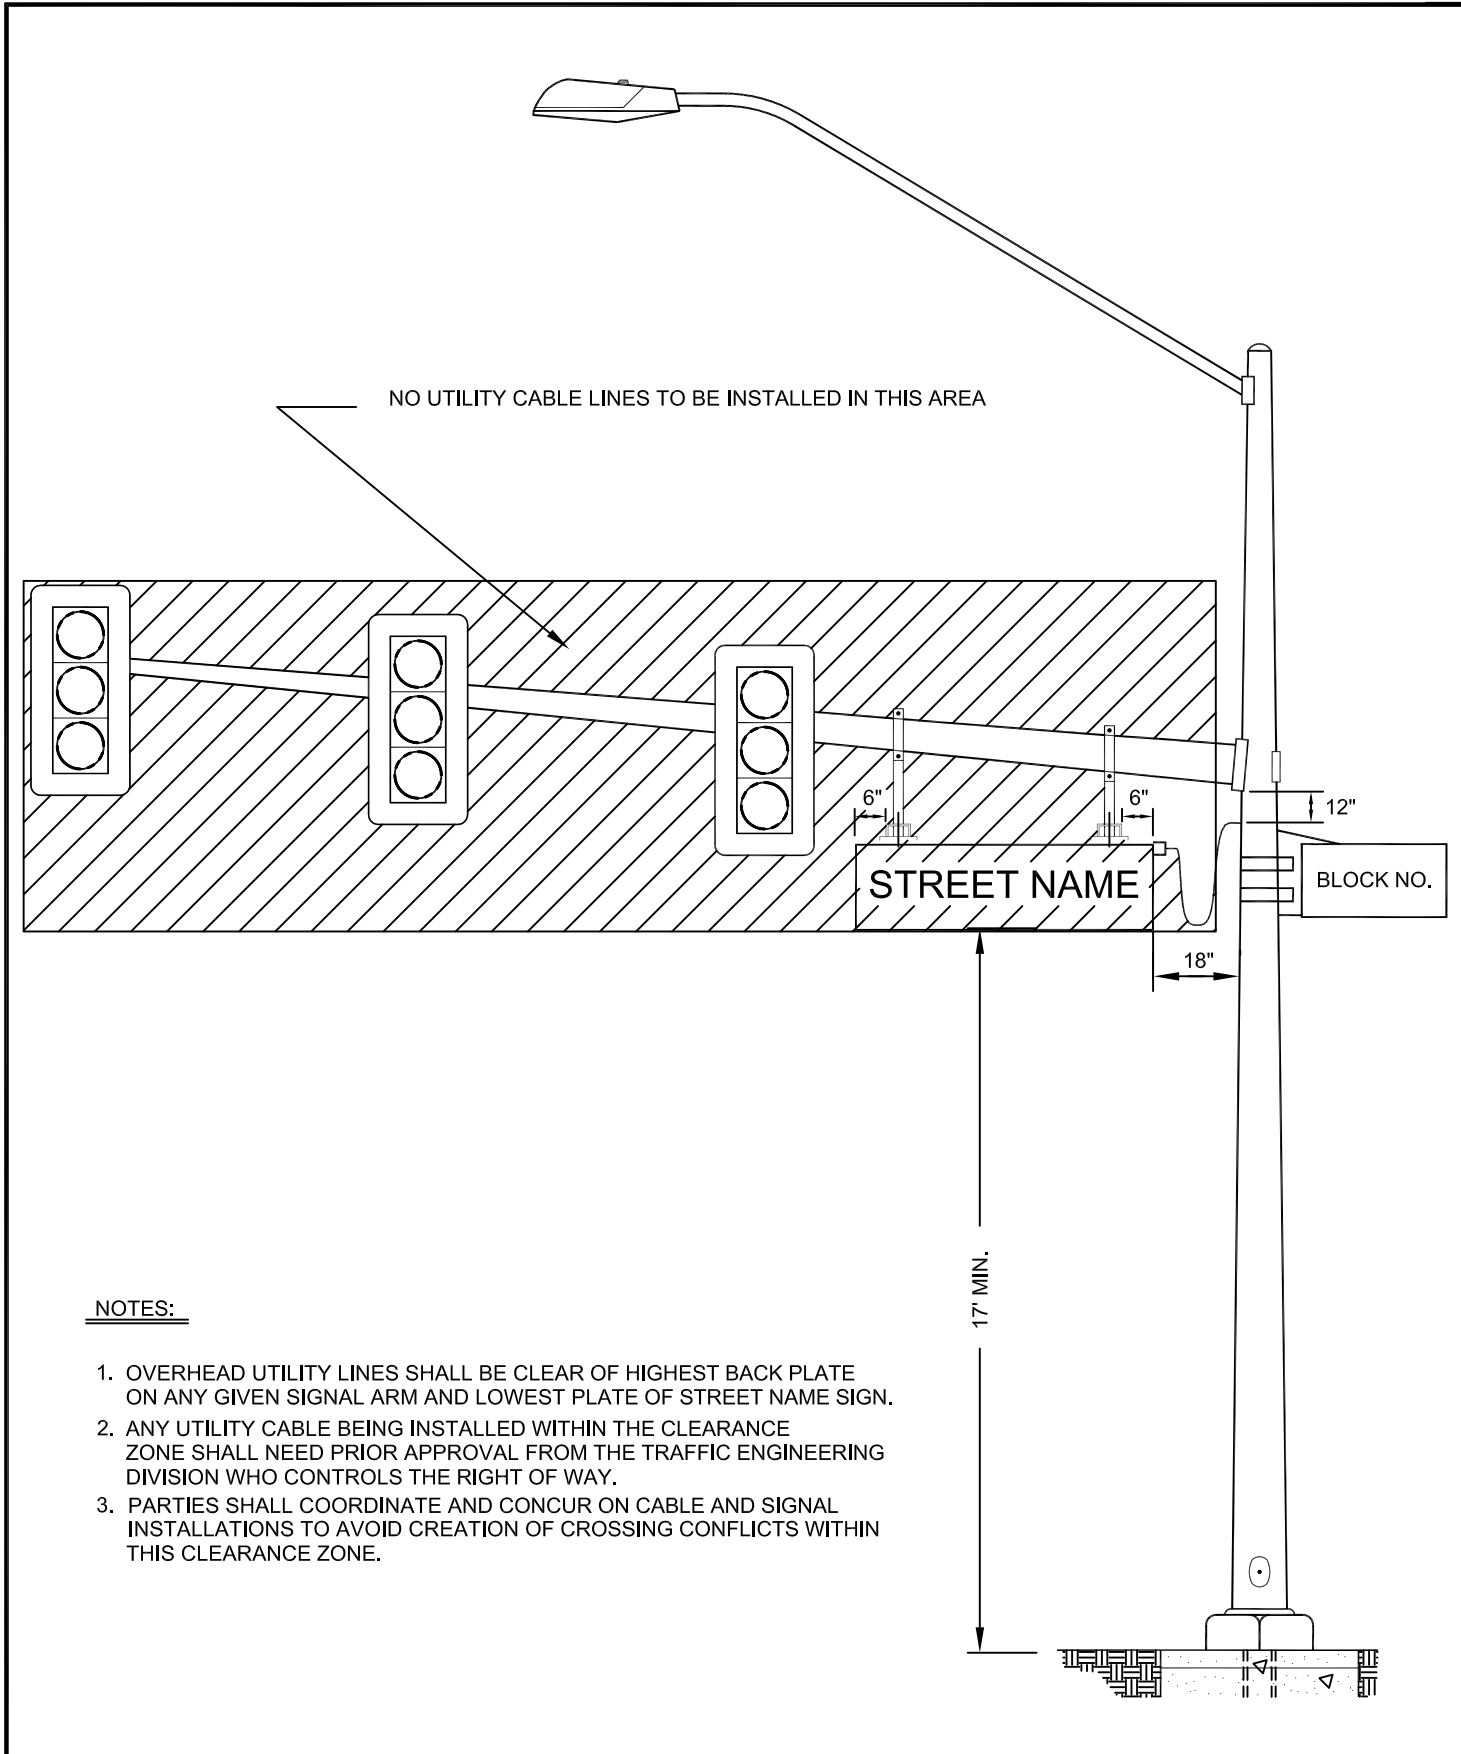 NO UTILITY CABLE LINES TO BE INSTALLED IN THIS AREA
6"
6"
12"
STREET NAME
BLOCK NO.
18"
17' MIN.
NOTES:
1. OVERHEAD UTILITY LINES SHALL BE CLEAR OF HIGHEST BACK PLATE
ON ANY GIVEN SIGNAL ARM AND LOWEST PLATE OF STREET NAME SIGN.
2. ANY UTILITY CABLE BEING INSTALLED WITHIN THE CLEARANCE
ZONE SHALL NEED PRIOR APPROVAL FROM THE TRAFFIC ENGINEERING
DIVISION WHO CONTROLS THE RIGHT OF WAY.
3. PARTIES SHALL COORDINATE AND CONCUR ON CABLE AND SIGNAL
INSTALLATIONS TO AVOID CREATION OF CROSSING CONFLICTS WITHIN
THIS CLEARANCE ZONE.